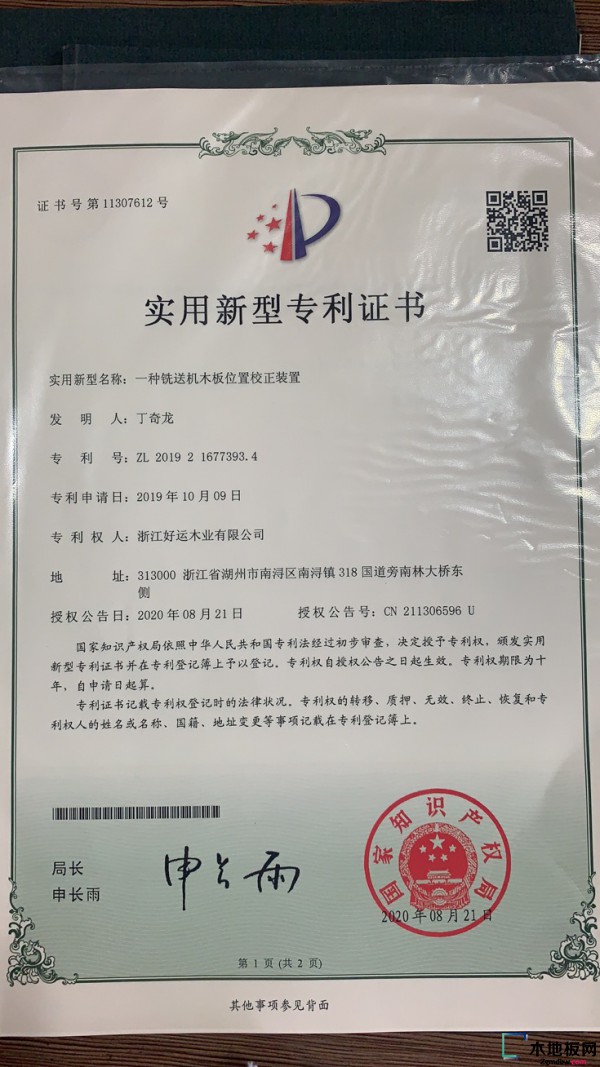 证书号第11307612号
实用新型专利证书
实用新型名称：一种铣送机木板位置校正装置
发明人：丁奇龙
专利号：ZL 2019 2 1677393.4
专利申请日：2019年10月09日
专利权人：浙江好运木业有限公司
地址：313000 浙江省湖州市南浔区南浔镇318国道旁南林大桥东
侧
授权公告日：2020年08月21日 授权公告号：CN 211306596 U
国家知识产权局依照中华人民共和国专利法经过初步审查，决定授予专利权，颁发实用
新型专利证书并在专利登记簿上予以登记。专利权自授权公告之日起生效。专利权期限为十
年，自申请日起算。
专利证书记载专利权登记时的法律状况。专利权的转移、质押、无效、终止、恢复和专
利权人的姓名或名称、国籍、地址变更等事项记载在专利登记簿上。
局长
申长雨
申长雨
国家知识产权局
2020年08月21日
第1页(共2页)
其他事项参见背面
木地板网